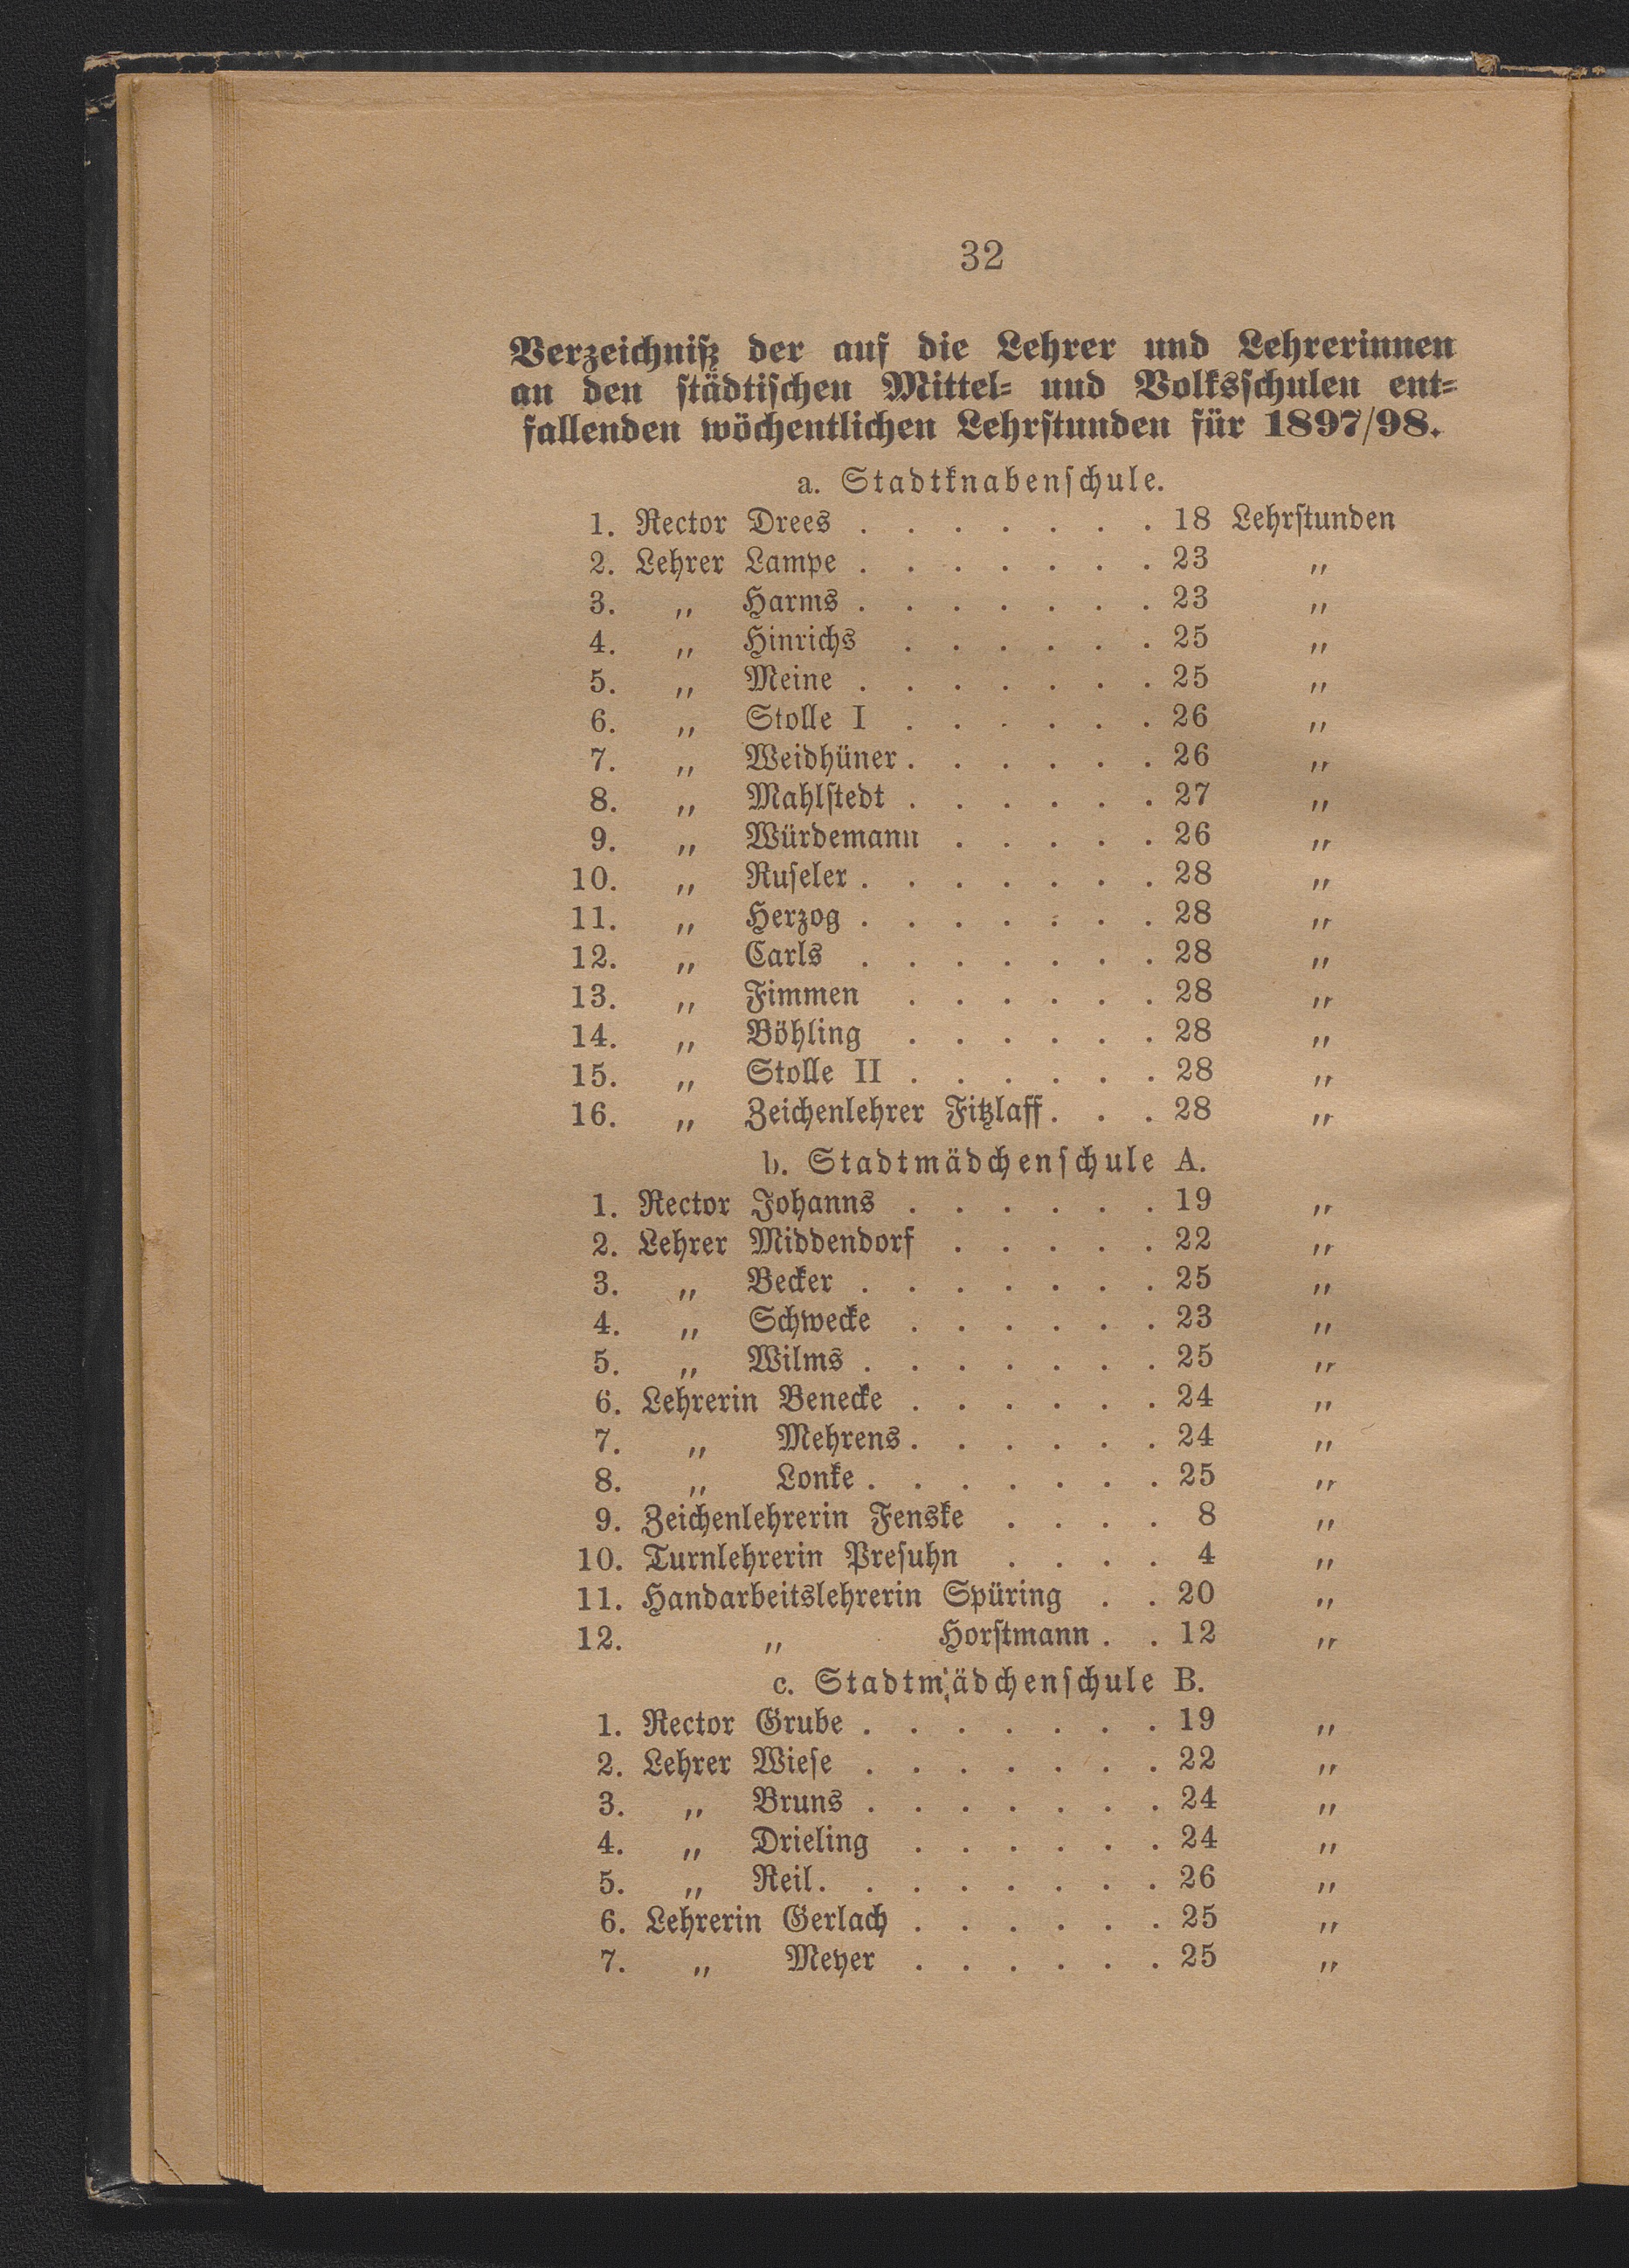 32
Verzeichniß der auf die Lehrer und Lehrerinnen
an den städtischen Mittel- und Volksschulen ent-
fallenden wöchentlichen Lehrstunden für 1897/98.
a. Stadtknabenschule.
1. Rector Drees . . . . . . . 18 Lehrstunden
2. Lehrer Lampe . . . . . . . 23 „
3. „ Harms . . . . . . . 23 „
4. „ Hinrichs . . . . . . 25 „
5. „ Meine . . . . . . . 25 „
6. „ Stolle I . . . . . . 26 „
7. „ Weidhüner . . . . . . 26 „
8. „ Mahlstedt . . . . . . 27 „
9. „ Würdemann . . . . . 26 „
10. „ Ruseler . . . . . . . 28 „
11. „ Herzog . . . . . . . 28 „
12. „ Carls . . . . . . . 28 „
13. „ Fimmen . . . . . . 28 „
14. „ Böhling . . . . . . 28 „
15. „ Stolle II . . . . . . 28 „
16. „ Zeichenlehrer Fitzlaff . . . 28 „
b. Stadtmädchenschule A.
1. Rector Johanns . . . . . . 19 „
2. Lehrer Middendorf . . . . . 22 „
3. „ Becker . . . . . . . 25 „
4. „ Schwecke . . . . . . 23 „
5. „ Wilms . . . . . . . 25 „
6. Lehrerin Benecke . . . . . . 24 „
7. „ Mehrens . . . . . . 24 „
8. „ Lonke . . . . . . . 25 „
9. Zeichenlehrerin Fenske . . . . 8 „
10. Turnlehrerin Presuhn . . . . 4 „
11. Handarbeitslehrerin Spüring . . 20 „
12. „ Horstmann . . 12 „
c. Stadtmädchenschule B.
1. Rector Grube . . . . . . . 19 „
2. Lehrer Wiese . . . . . . . 22 „
3. „ Bruns . . . . . . . 24 „
4. „ Drieling . . . . . . 24 „
5. „ Reil . . . . . . . . 26 „
6. Lehrerin Gerlach . . . . . . 25 „
7. „ Meyer . . . . . . 25 „